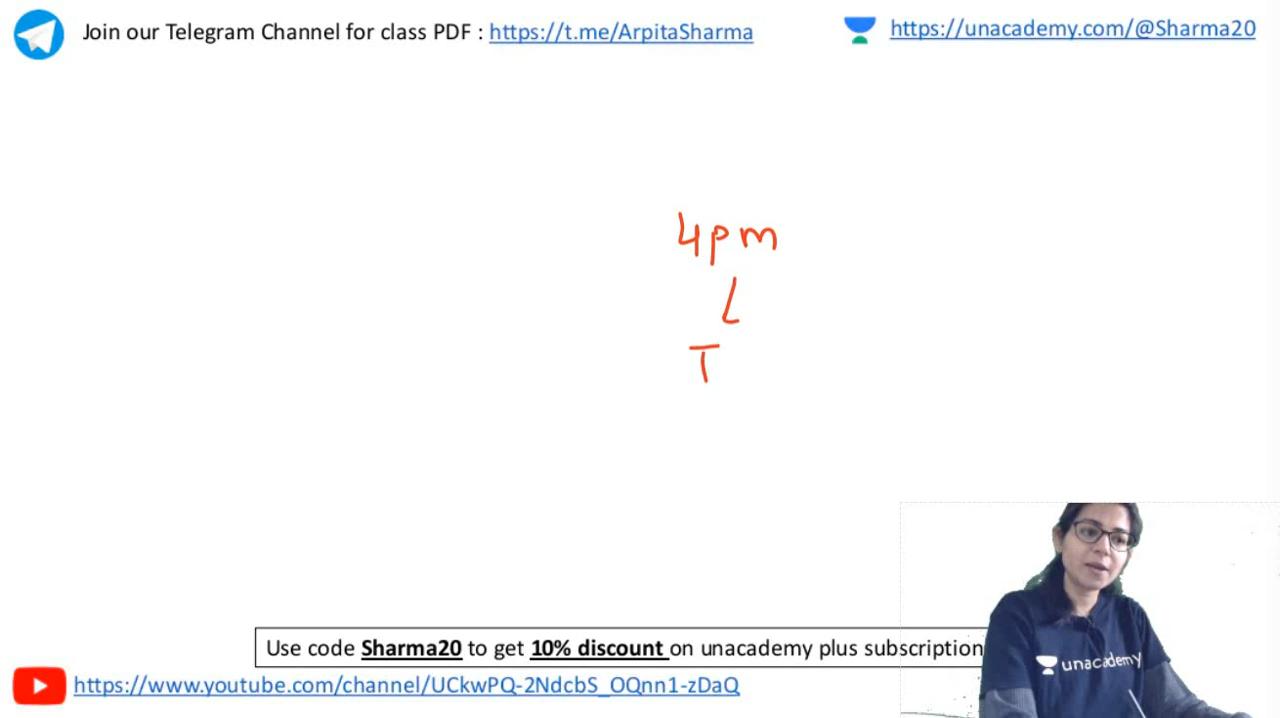 Join our Telegram Channel for class PDF : https://t.me/ArpitaSharma
https://unacademy.com/@Sharma20
4pm
L
T
unacademy
Use code Sharma20 to get 10% discount on unacademy plus subscription
https://www.youtube.com/channel/UCkwPQ-2NdcbS_OQnn1-zDaQ